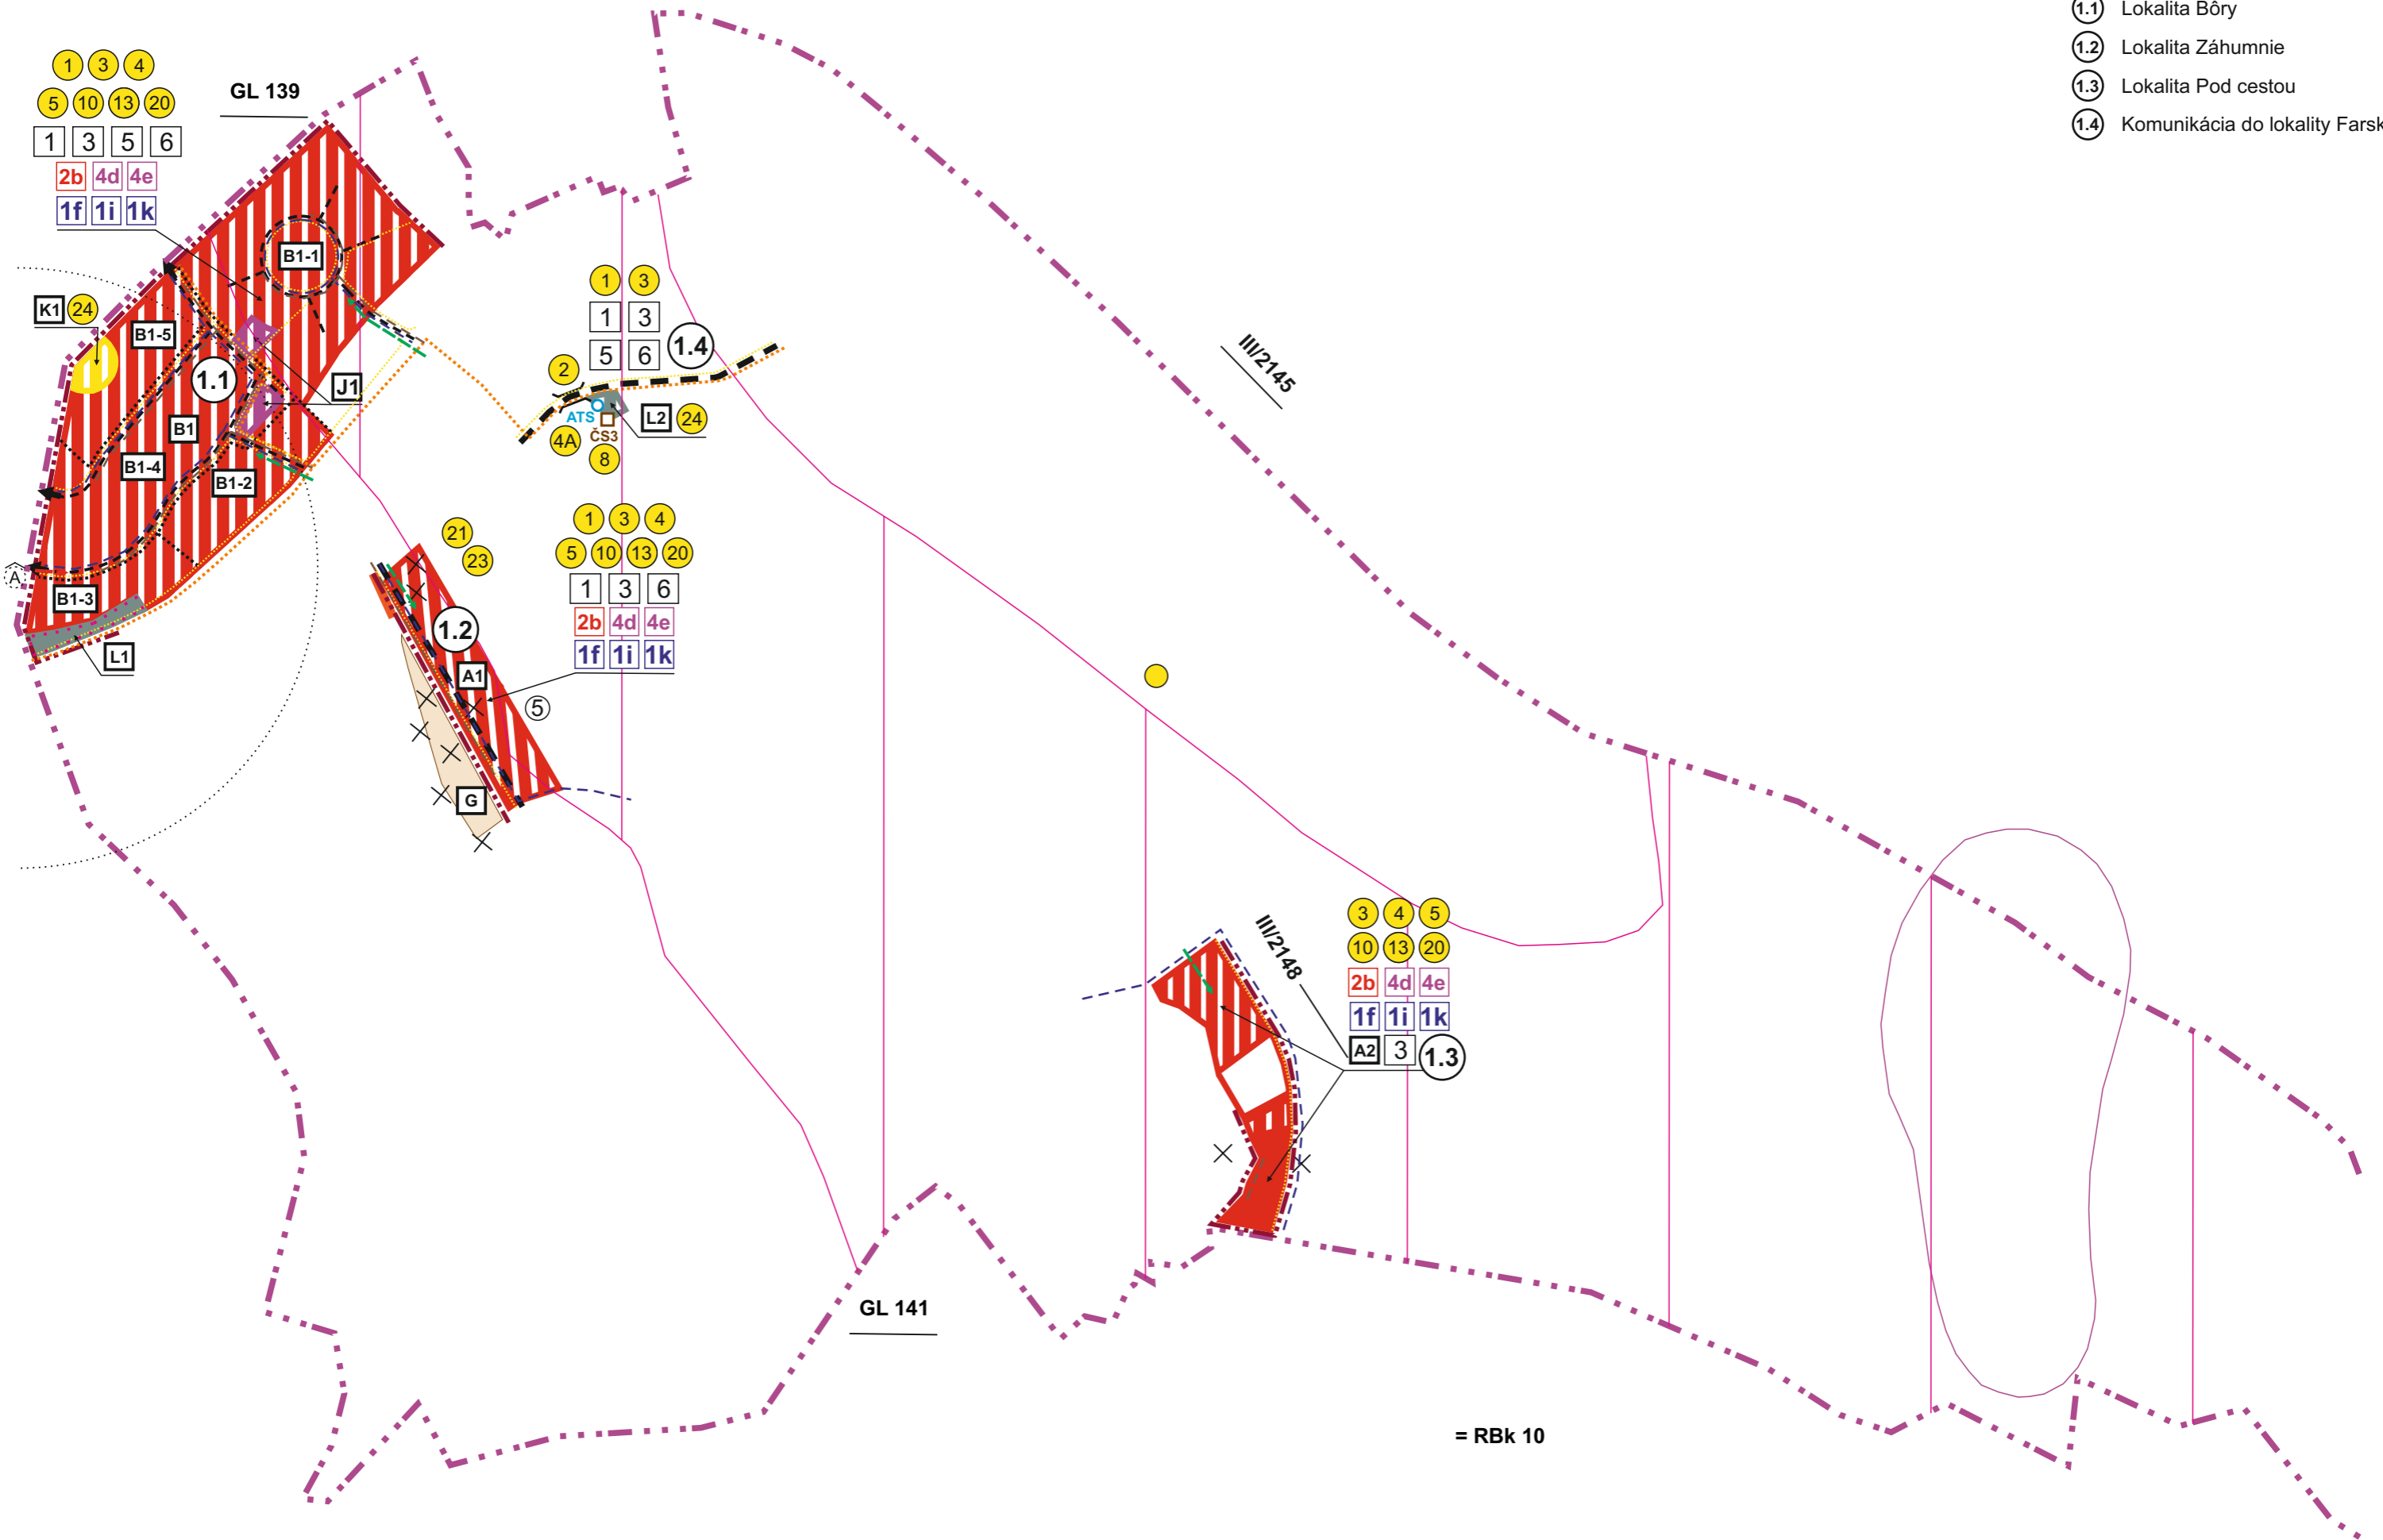 1.1 Lokalita Bôry
1.2 Lokalita Záhumnie
1.3 Lokalita Pod cestou
1.4 Komunikácia do lokality Farsk
1 3 4
5 10 13 20
1 3 5 6
2b 4d 4e
1f 1i 1k
GL 139
B1-1
K1 24
B1-5
1.1
J1
B1
B1-4
B1-2
A
B1-3
L1
1 3
1 3
5 6
1.4
2
ATS
L2 24
4A
ČS3
8
III/2145
21
23
1 3 4
5 10 13 20
1 3 6
2b 4d 4e
1f 1i 1k
1.2
A1
5
G
III/2148
3 4 5
10 13 20
2b 4d 4e
1f 1i 1k
A2 3 1.3
GL 141
= RBk 10